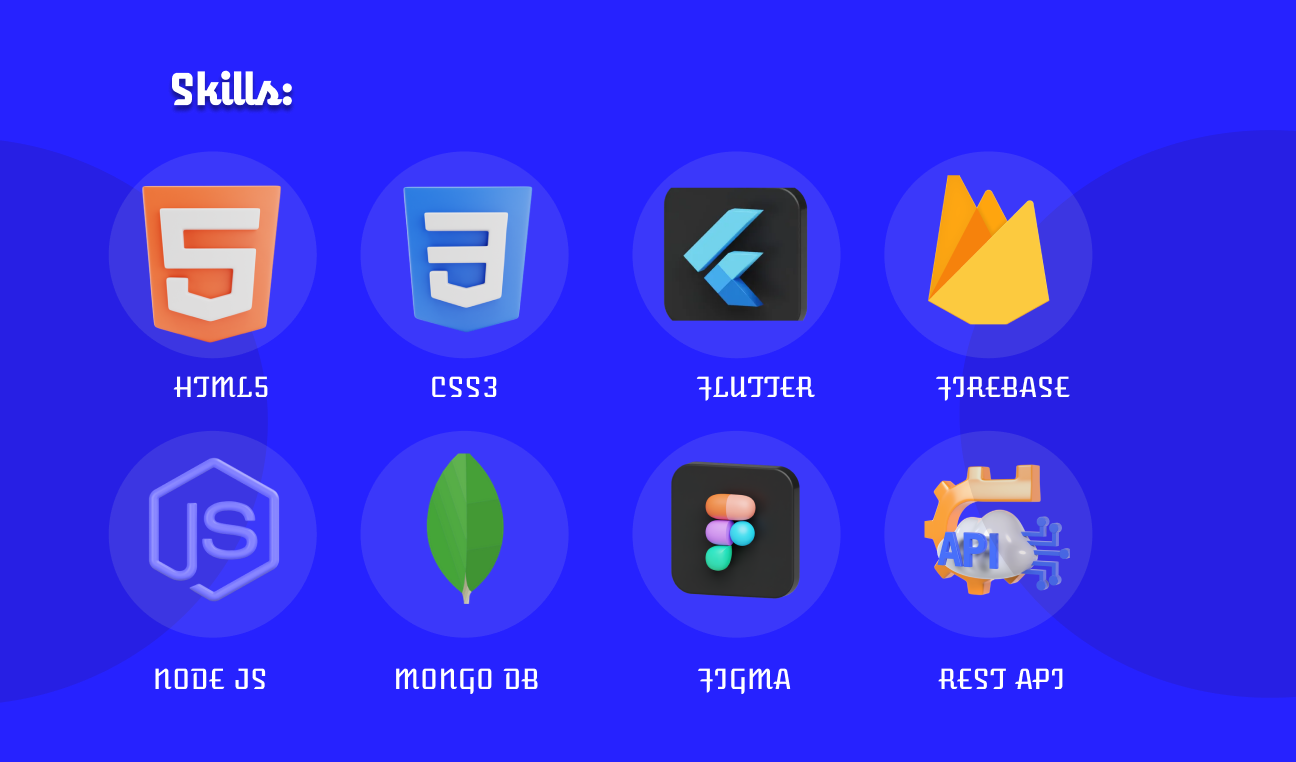 Skills:
HTML5 CSS3 FLUTTER FIREBASE
JS API
NODE JS MONGO DB FIGMA REST API